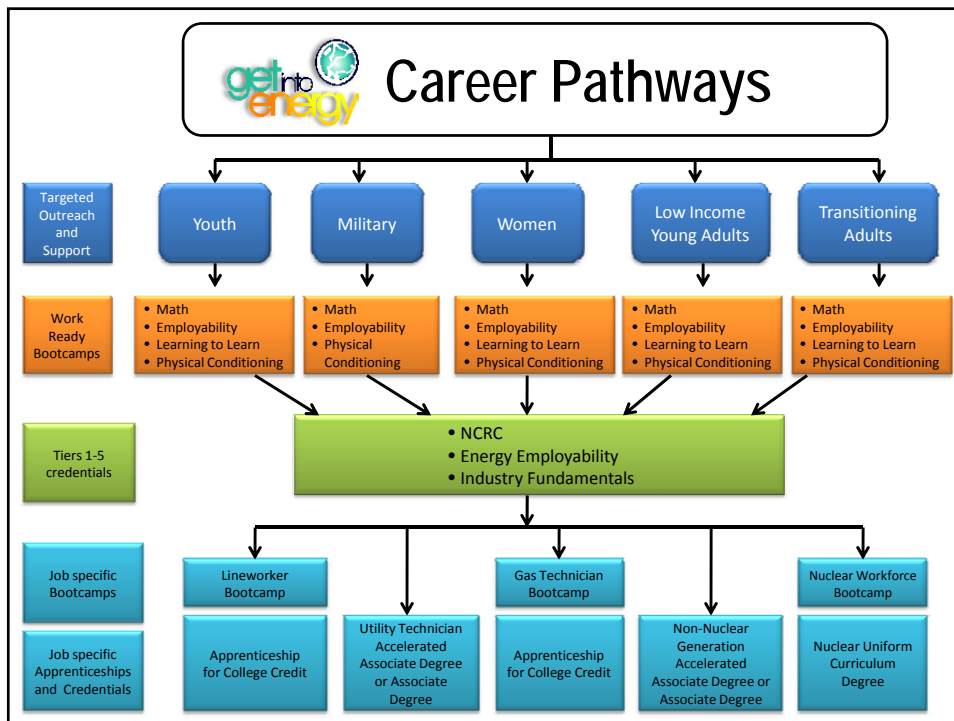 get into energy
Career Pathways
Targeted
Outreach
and
Support
Youth
Military
Women
Low Income
Young Adults
Transitioning
Adults
Work
Ready
Bootcamps
• Math
• Employability
• Learning to Learn
• Physical Conditioning
• Math
• Employability
• Physical
Conditioning
• Math
• Employability
• Learning to Learn
• Physical Conditioning
• Math
• Employability
• Learning to Learn
• Physical Conditioning
• Math
• Employability
• Learning to Learn
• Physical Conditioning
Tiers 1-5
credentials
• NCRC
• Energy Employability
• Industry Fundamentals
Job specific
Bootcamps
Lineworker
Bootcamp
Gas Technician
Bootcamp
Nuclear Workforce
Bootcamp
Job specific
Apprenticeships
and Credentials
Apprenticeship
for College Credit
Utility Technician
Accelerated
Associate Degree
or Associate
Degree
Apprenticeship
for College Credit
Non-Nuclear
Generation
Accelerated
Associate Degree or
Associate Degree
Nuclear Uniform
Curriculum
Degree